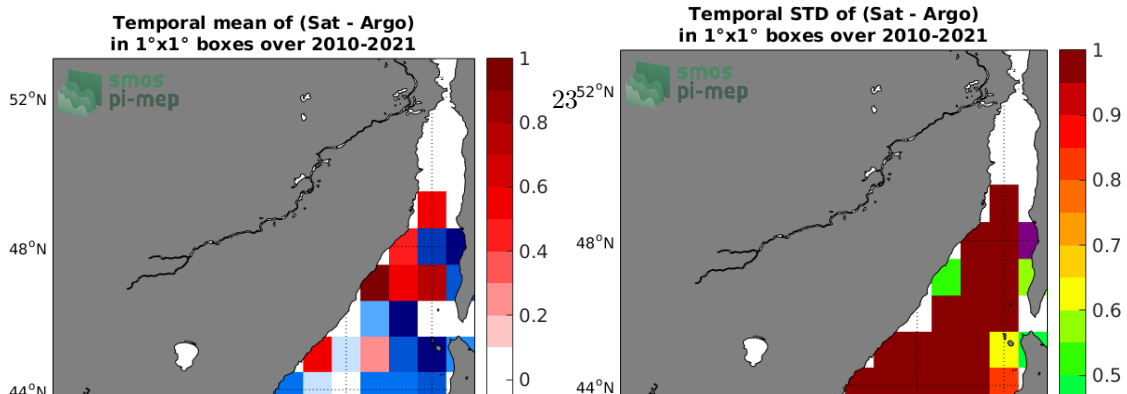 Temporal mean of (Sat - Argo)
in 1°x1° boxes over 2010-2021
smos
pi-mep
52°N
48°N
44°N
1
0.8
0.6
0.4
0.2
0
23
Temporal STD of (Sat - Argo)
in 1°x1° boxes over 2010-2021
smos
pi-mep
52°N
48°N
44°N
1
0.9
0.8
0.7
0.6
0.5